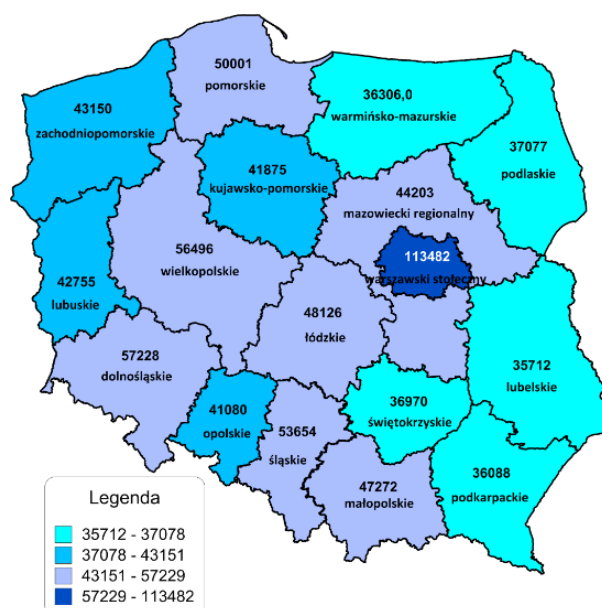 50001
pomorskie
36306,0
warmińsko-mazurskie
43150
zachodniopomorskie
37077
podlaskie
41875
kujawsko-pomorskie
44203
mazowiecki regionalny
56496
wielkopolskie
113482
warszawski stołeczny
42755
lubuskie
48126
łódzkie
57228
dolnośląskie
35712
lubelskie
36970
świętokrzyskie
41080
opolskie
53654
śląskie
36088
podkarpackie
47272
małopolskie
Legenda
35712 - 37078
37078 - 43151
43151 - 57229
57229 - 113482